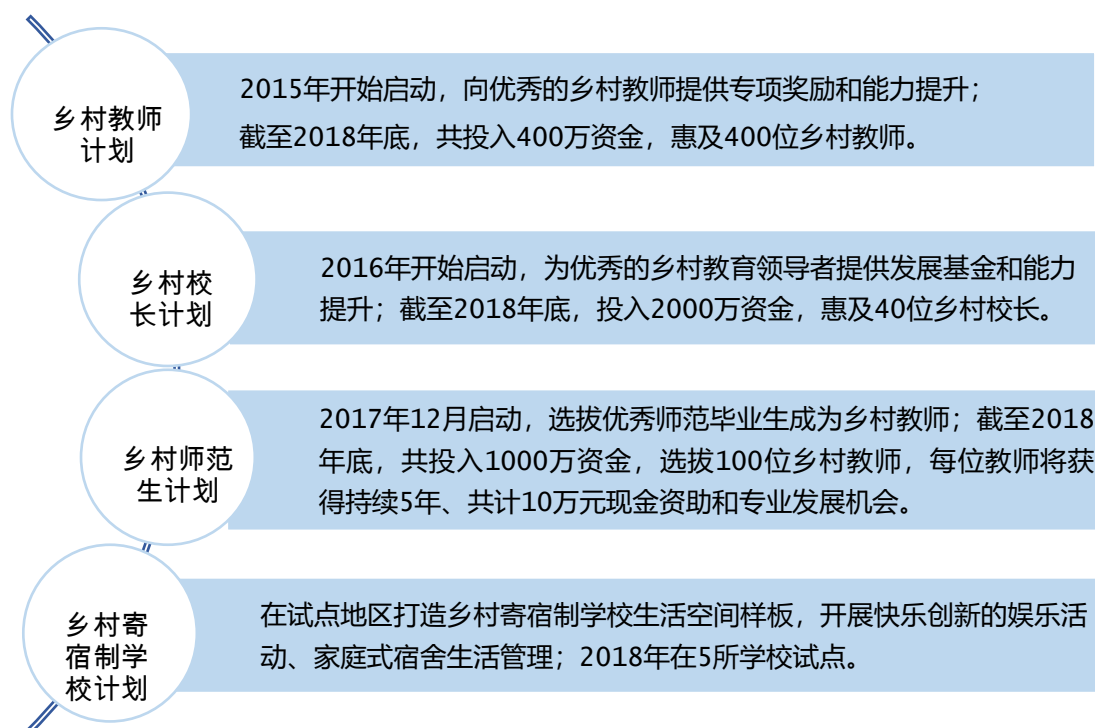 乡村教师
计划
2015年开始启动，向优秀的乡村教师提供专项奖励和能力提升；
截至2018年底，共投入400万资金，惠及400位乡村教师。
乡村校
长计划
2016年开始启动，为优秀的乡村教育领导者提供发展基金和能力
提升；截至2018年底，投入2000万资金，惠及40位乡村校长。
乡村师范
生计划
2017年12月启动，选拔优秀师范毕业生成为乡村教师；截至2018
年底，共投入1000万资金，选拔100位乡村教师，每位教师将获
得持续5年、共计10万元现金资助和专业发展机会。
乡村寄
宿制学
校计划
在试点地区打造乡村寄宿制学校生活空间样板，开展快乐创新的娱乐活
动、家庭式宿舍生活管理；2018年在5所学校试点。